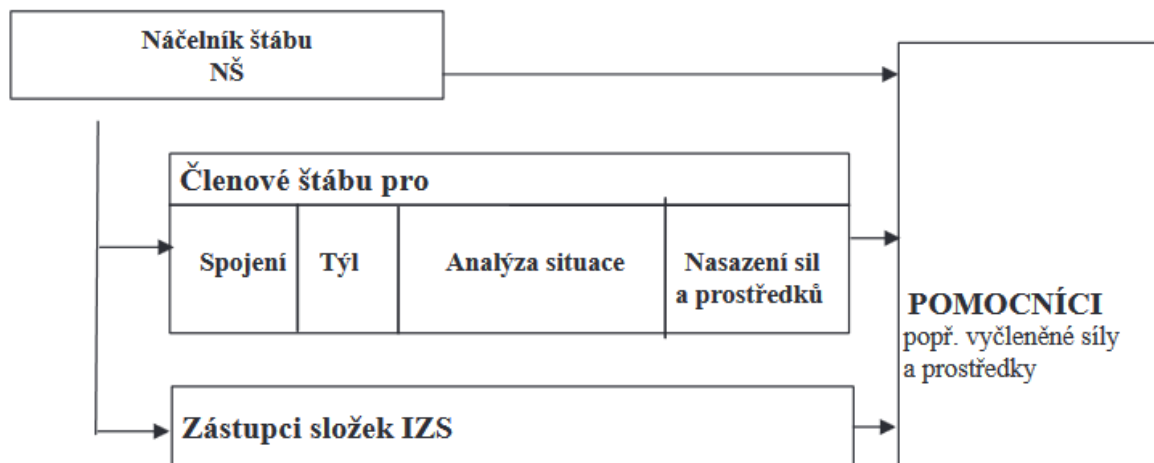 Náčelník štábu
NŠ
Členové štábu pro
Spojení
Týl
Analýza situace
Nasazení sil
a prostředků
POMOCNÍCI
popř. vyčleněné síly
a prostředky
Zástupci složek IZS